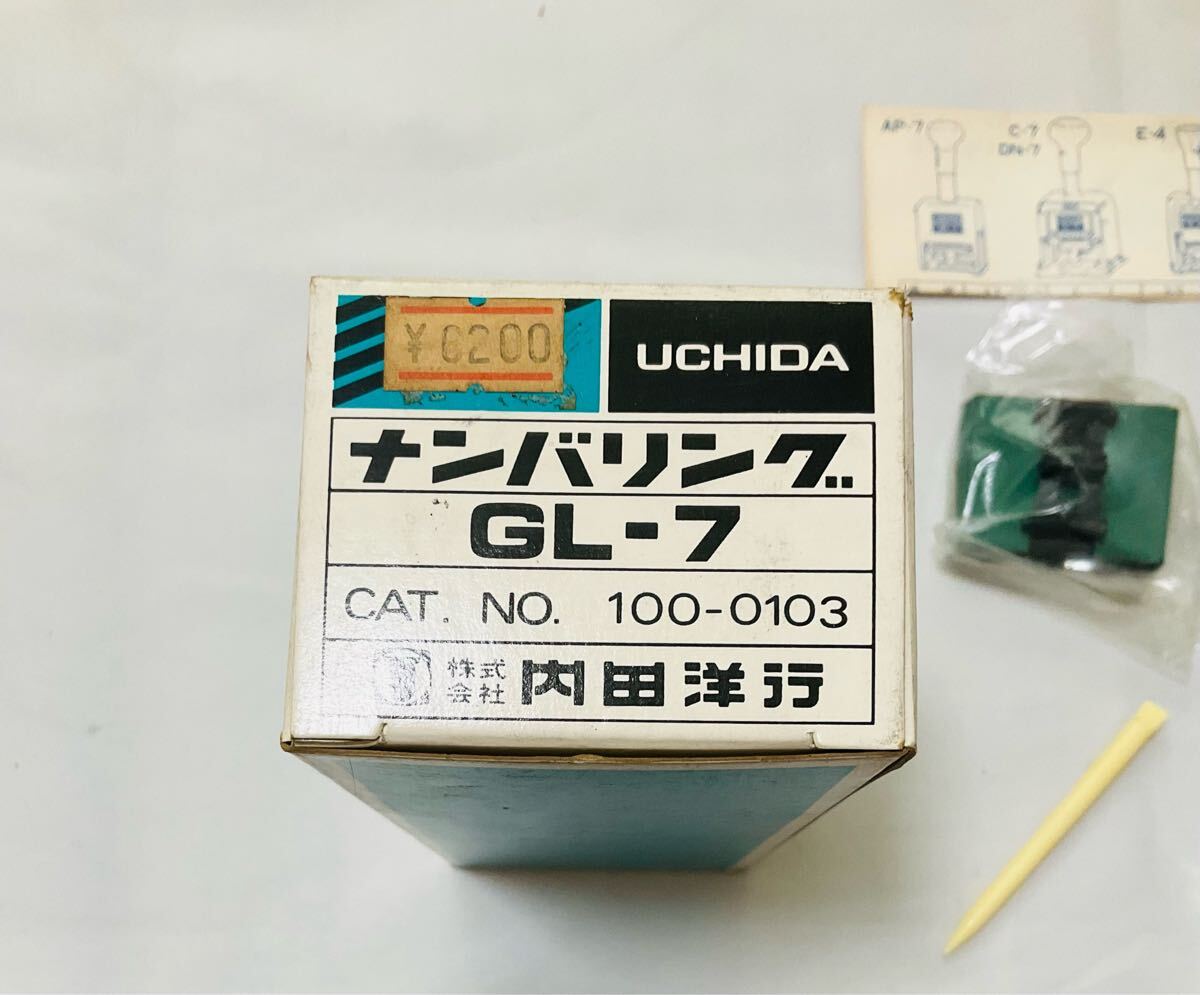 ¥6200
UCHIDA
ナンバリング
GL-7
CAT. NO. 100-0103
株式会社 内田洋行
AP-7
C-7
DN-7
E-4